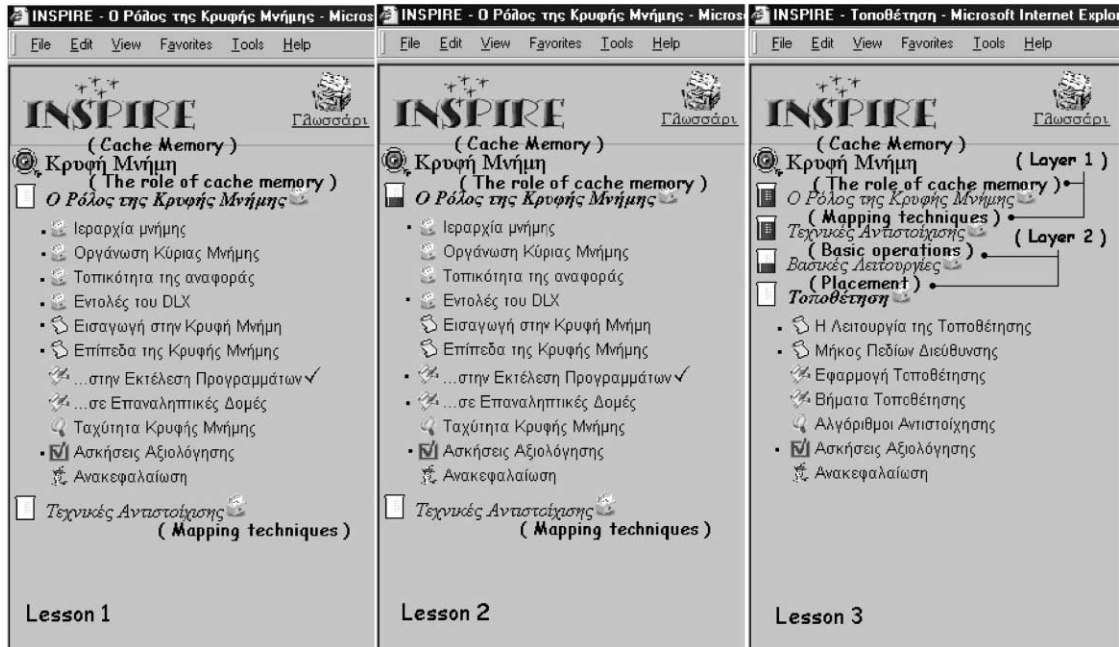 INSPIRE - Ο Ρόλος της Κρυφής Μνήμης - Micros
File Edit View Favorites Tools Help
INSPIRE
Γλωσσάρι
( Cache Memory )
Κρυφή Μνήμη
( The role of cache memory )
Ο Ρόλος της Κρυφής Μνήμης
Ιεραρχία μνήμης
Οργάνωση Κύριας Μνήμης
Τοπικότητα της αναφοράς
Εντολές του DLX
Εισαγωγή στην Κρυφή Μνήμη
Επίπεδα της Κρυφής Μνήμης
...στην Εκτέλεση Προγραμμάτων
...σε Επαναληπτικές Δομές
Ταχύτητα Κρυφής Μνήμης
Ασκήσεις Αξιολόγησης
Ανακεφαλαίωση
Τεχνικές Αντιστοίχισης
( Mapping techniques )
Lesson 1
INSPIRE - Ο Ρόλος της Κρυφής Μνήμης - Micros
File Edit View Favorites Tools Help
INSPIRE
Γλωσσάρι
( Cache Memory )
Κρυφή Μνήμη
( The role of cache memory )
Ο Ρόλος της Κρυφής Μνήμης
Ιεραρχία μνήμης
Οργάνωση Κύριας Μνήμης
Τοπικότητα της αναφοράς
Εντολές του DLX
Εισαγωγή στην Κρυφή Μνήμη
Επίπεδα της Κρυφής Μνήμης
...στην Εκτέλεση Προγραμμάτων
...σε Επαναληπτικές Δομές
Ταχύτητα Κρυφής Μνήμης
Ασκήσεις Αξιολόγησης
Ανακεφαλαίωση
Τεχνικές Αντιστοίχισης
( Mapping techniques )
Lesson 2
INSPIRE - Τοποθέτηση - Microsoft Internet Explor
File Edit View Favorites Tools Help
INSPIRE
Γλωσσάρι
( Cache Memory )
Κρυφή Μνήμη
( Layer 1 )
( The role of cache memory )
Ο Ρόλος της Κρυφής Μνήμης
( Mapping techniques )
Τεχνικές Αντιστοίχισης
( Layer 2 )
( Basic operations )
Βασικές Λειτουργίες
( Placement )
Τοποθέτηση
Η Λειτουργία της Τοποθέτησης
Μήκος Πεδίων Διεύθυνσης
Εφαρμογή Τοποθέτησης
Βήματα Τοποθέτησης
Αλγόριθμοι Αντιστοίχησης
Ασκήσεις Αξιολόγησης
Ανακεφαλαίωση
Lesson 3